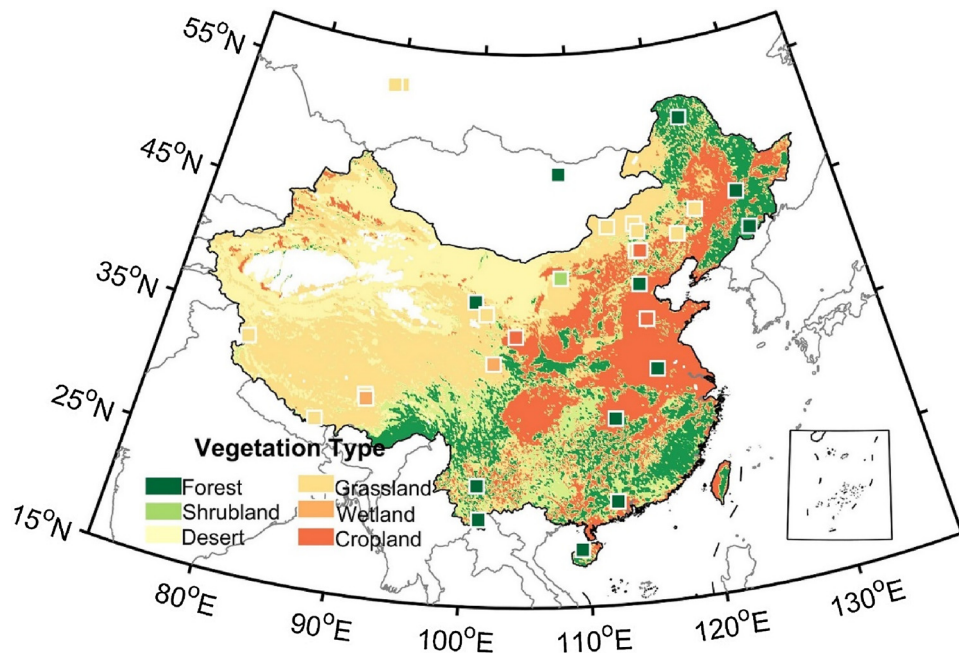 55°N
45°N
35°N
25°N
15°N
Vegetation Type
Forest Grassland
Shrubland Wetland
Desert Cropland
80°E 90°E 100°E 110°E 120°E 130°E